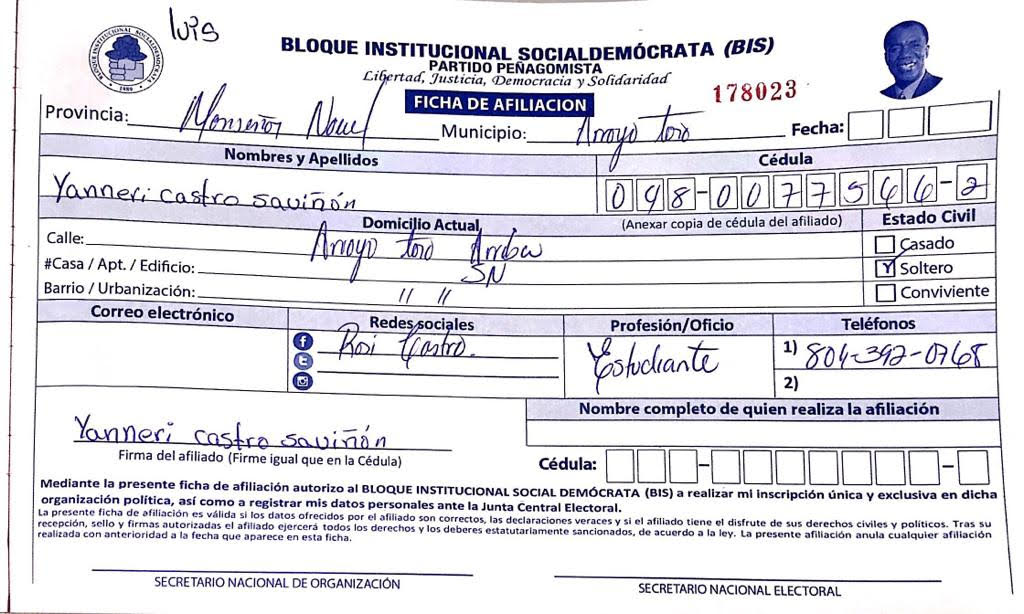 luis
BLOQUE INSTITUCIONAL SOCIALDEMÓCRATA (BIS)
PARTIDO PEÑAGOMISTA
Libertad, Justicia, Democracia y Solidaridad
BLOQUE INSTITUCIONAL SOCIALDEMOCRATA
1989
FICHA DE AFILIACION
178023
Provincia: Monseñor Nouel Municipio: Arroyo toro Fecha:
Nombres y Apellidos Cédula
Yanneri castro saviñón 048-0077566-2
(Anexar copia de cédula del afiliado)
Domicilio Actual Estado Civil
Calle: Arroyo toro Arriba Casado
#Casa / Apt. / Edificio: SN Soltero
Barrio / Urbanización: " " Conviviente
Correo electrónico Redes sociales Profesión/Oficio Teléfonos
Rosi Castro. Estudiante 1) 809-392-0768
2)
Nombre completo de quien realiza la afiliación
Yanneri castro saviñón
Firma del afiliado (Firme igual que en la Cédula) Cédula:
Mediante la presente ficha de afiliación autorizo al BLOQUE INSTITUCIONAL SOCIAL DEMÓCRATA (BIS) a realizar mi inscripción única y exclusiva en dicha
organización política, así como a registrar mis datos personales ante la Junta Central Electoral.
La presente ficha de afiliación es válida si los datos ofrecidos por el afiliado son correctos, las declaraciones veraces y si el afiliado tiene el disfrute de sus derechos civiles y políticos. Tras su
recepción, sello y firmas autorizadas el afiliado ejercerá todos los derechos y los deberes estatutariamente sancionados, de acuerdo a la ley. La presente afiliación anula cualquier afiliación
realizada con anterioridad a la fecha que aparece en esta ficha.
SECRETARIO NACIONAL DE ORGANIZACIÓN SECRETARIO NACIONAL ELECTORAL